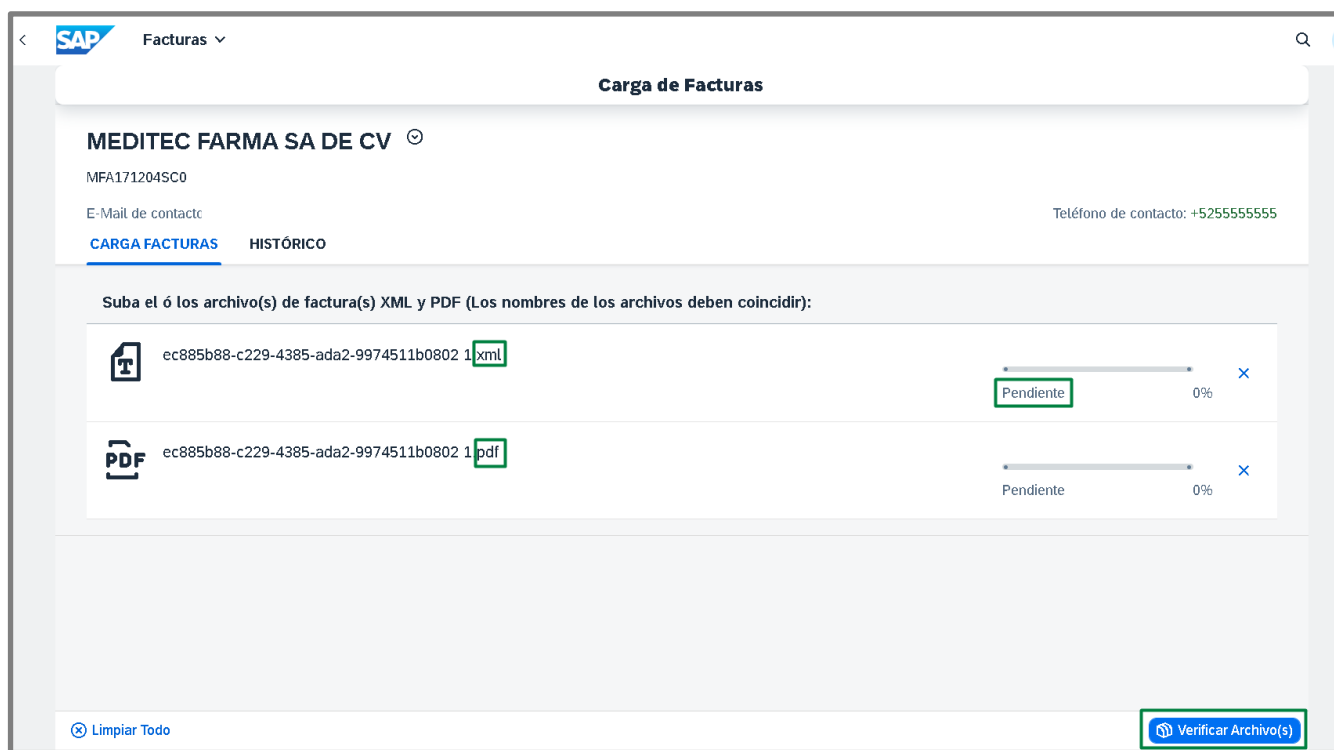 SAP Facturas
Carga de Facturas
MEDITEC FARMA SA DE CV
MFA171204SC0
E-Mail de contacto
Teléfono de contacto: +5255555555
CARGA FACTURAS HISTÓRICO
Suba el ó los archivo(s) de factura(s) XML y PDF (Los nombres de los archivos deben coincidir):
ec885b88-c229-4385-ada2-9974511b0802 1.xml
Pendiente 0%
PDF ec885b88-c229-4385-ada2-9974511b0802 1.pdf
Pendiente 0%
Limpiar Todo Verificar Archivo(s)